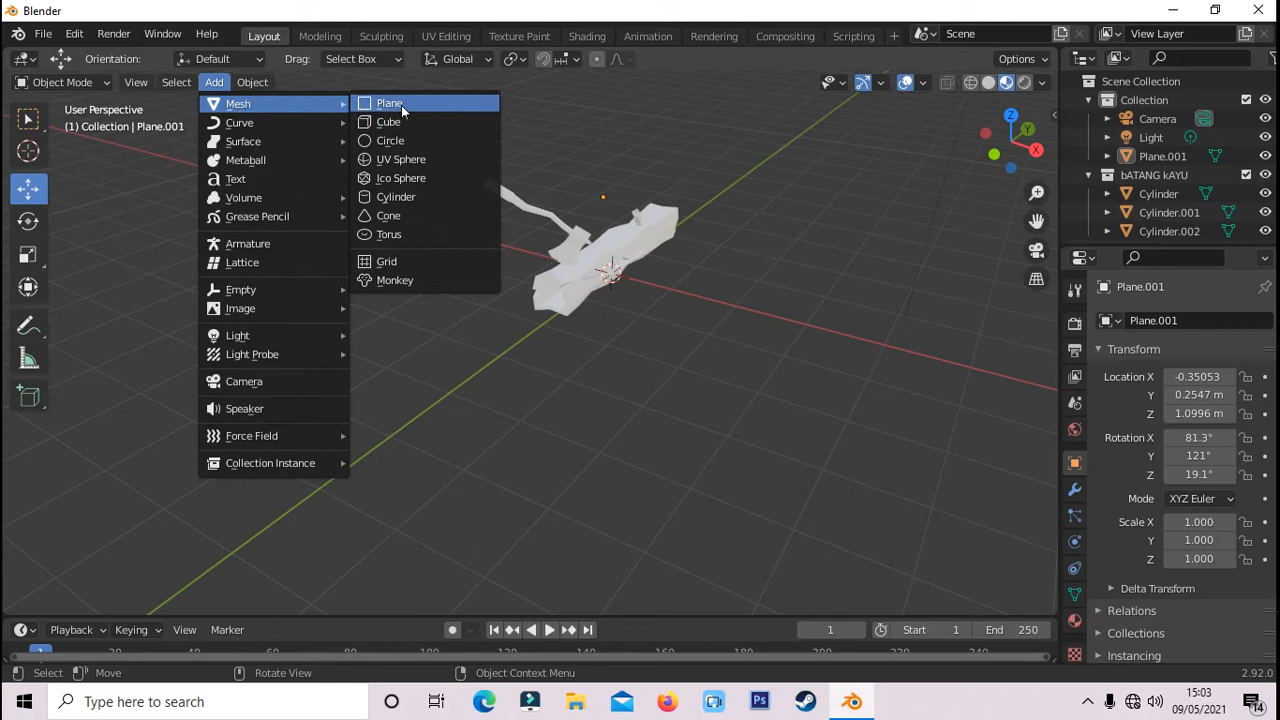 Blender
File Edit Render Window Help Layout Modeling Sculpting UV Editing Texture Paint Shading Animation Rendering Compositing Scripting Scene View Layer
Orientation: Default Drag: Select Box Global Options
Object Mode View Select Add Object
User Perspective
(1) Collection | Plane.001
Mesh
Curve
Surface
Metaball
Text
Volume
Grease Pencil
Armature
Lattice
Empty
Image
Light
Light Probe
Camera
Speaker
Force Field
Collection Instance
Plane
Cube
Circle
UV Sphere
Ico Sphere
Cylinder
Cone
Torus
Grid
Monkey
Z
Y
X
Scene Collection
Collection
Camera
Light
Plane.001
bATANG kAYU
Cylinder
Cylinder.001
Cylinder.002
Plane.001
Plane.001
Transform
Location X -0.35053
Y 0.2547 m
Z 1.0996 m
Rotation X 81.3°
Y 121°
Z 19.1°
Mode XYZ Euler
Scale X 1.000
Y 1.000
Z 1.000
Delta Transform
Relations
Collections
Instancing
Playback Keying View Marker 1 Start 1 End 250
Select Move Rotate View Object Context Menu 2.92.0
Type here to search
Ps
15:03
09/05/2021
14